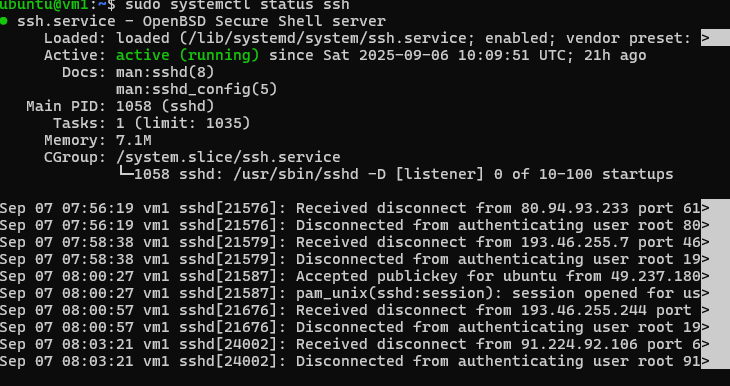 ubuntu@vm1:~$ sudo systemctl status ssh
● ssh.service - OpenBSD Secure Shell server
Loaded: loaded (/lib/systemd/system/ssh.service; enabled; vendor preset: >
Active: active (running) since Sat 2025-09-06 10:09:51 UTC; 21h ago
Docs: man:sshd(8)
man:sshd_config(5)
Main PID: 1058 (sshd)
Tasks: 1 (limit: 1035)
Memory: 7.1M
CGroup: /system.slice/ssh.service
└─1058 sshd: /usr/sbin/sshd -D [listener] 0 of 10-100 startups
Sep 07 07:56:19 vm1 sshd[21576]: Received disconnect from 80.94.93.233 port 61>
Sep 07 07:56:19 vm1 sshd[21576]: Disconnected from authenticating user root 80>
Sep 07 07:58:38 vm1 sshd[21579]: Received disconnect from 193.46.255.7 port 46>
Sep 07 07:58:38 vm1 sshd[21579]: Disconnected from authenticating user root 19>
Sep 07 08:00:27 vm1 sshd[21587]: Accepted publickey for ubuntu from 49.237.180>
Sep 07 08:00:27 vm1 sshd[21587]: pam_unix(sshd:session): session opened for us>
Sep 07 08:00:57 vm1 sshd[21676]: Received disconnect from 193.46.255.244 port >
Sep 07 08:00:57 vm1 sshd[21676]: Disconnected from authenticating user root 19>
Sep 07 08:03:21 vm1 sshd[24002]: Received disconnect from 91.224.92.106 port 6>
Sep 07 08:03:21 vm1 sshd[24002]: Disconnected from authenticating user root 91>